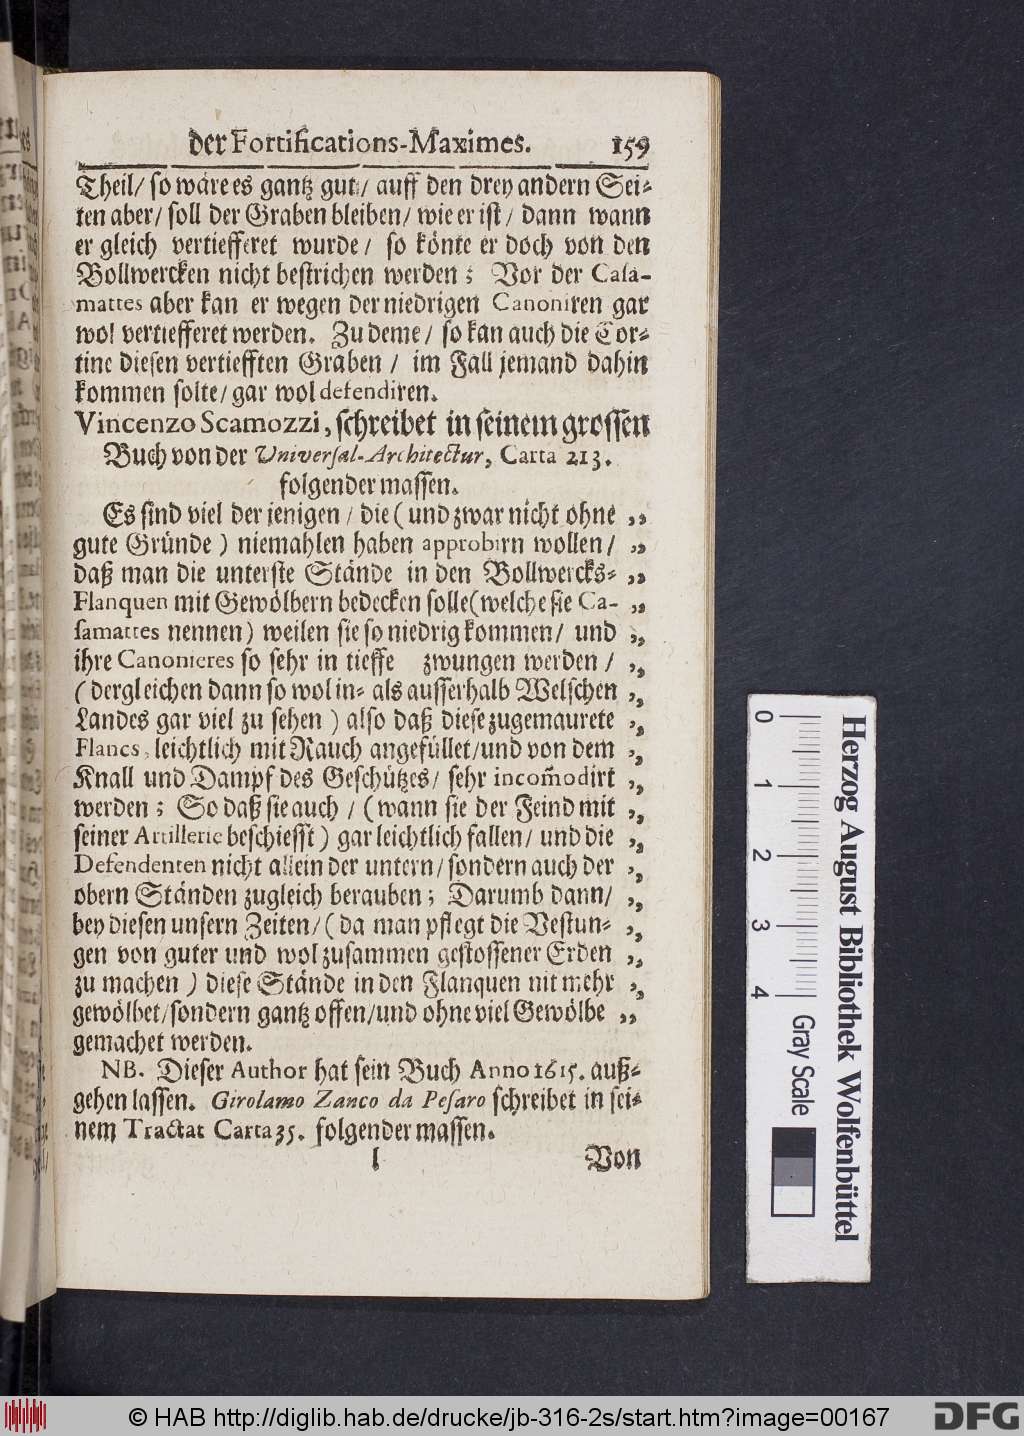 der Fortifications-Maximes. 159
Theil/ so wäre es gantz gut/ auff den drey andern Sei-
ten aber/ soll der Graben bleiben/ wie er ist/ dann wann
er gleich vertiefferet wurde/ so könte er doch von den
Bollwercken nicht bestrichen werden; Vor der Casa-
mattes aber kan er wegen der niedrigen Canoniren gar
wol vertiefferet werden. Zu deme/ so kan auch die Cor-
tine diesen vertiefften Graben/ im Fall jemand dahin
kommen solte/ gar wol defendiren.
Vincenzo Scamozzi, schreibet in seinem grossen
Buch von der Universal-Architectur, Carta 213.
folgender massen.
Es sind viel der jenigen/ die (und zwar nicht ohne „
gute Gründe) niemahlen haben approbirn wollen/ „
daß man die unterste Stände in den Bollwercks- „
Flanquen mit Gewölbern bedecken solle (welche sie Ca- „
samattes nennen) weilen sie so niedrig kommen/ und „
ihre Canonieres so sehr in tieffe zwungen werden/ „
(dergleichen dann so wol in- als ausserhalb Welschen „
Landes gar viel zu sehen) also daß diese zugemaurete „
Flancs, leichtlich mit Rauch angefüllet/ und von dem „
Knall und Dampf des Geschützes/ sehr incom̃odirt „
werden; So daß sie auch/ (wann sie der Feind mit „
seiner Artillerie beschiesst) gar leichtlich fallen/ und die „
Defendenten nicht allein der untern/ sondern auch der „
obern Ständen zugleich berauben; Darumb dann/ „
bey diesen unsern Zeiten/ (da man pflegt die Vestun- „
gen von guter und wol zusammen gestossener Erden „
zu machen) diese Stände in den Flanquen nit mehr „
gewölbet/ sondern gantz offen/ und ohne viel Gewölbe „
gemachet werden.
NB. Dieser Author hat sein Buch Anno 1615. auß-
gehen lassen. Girolamo Zanco da Pesaro schreibet in sei-
nem Tractat Carta 35. folgender massen.
l Von
0 1 2 3 4
Gray Scale
Herzog August Bibliothek Wolfenbüttel
© HAB http://diglib.hab.de/drucke/jb-316-2s/start.htm?image=00167
DFG